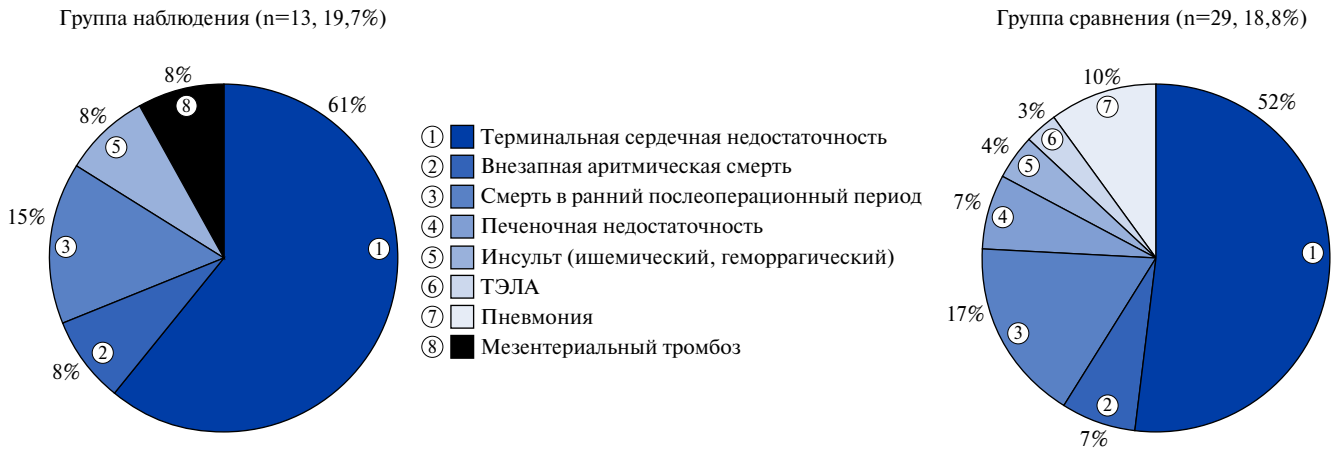 Группа наблюдения (n=13, 19,7%)
8%
61%
8%
15%
8%
8
5
3
2
1
1 Терминальная сердечная недостаточность
2 Внезапная аритмическая смерть
3 Смерть в ранний послеоперационный период
4 Печеночная недостаточность
5 Инсульт (ишемический, геморрагический)
6 ТЭЛА
7 Пневмония
8 Мезентериальный тромбоз
Группа сравнения (n=29, 18,8%)
10%
52%
3%
4%
7%
17%
7%
7
6
5
4
3
2
1